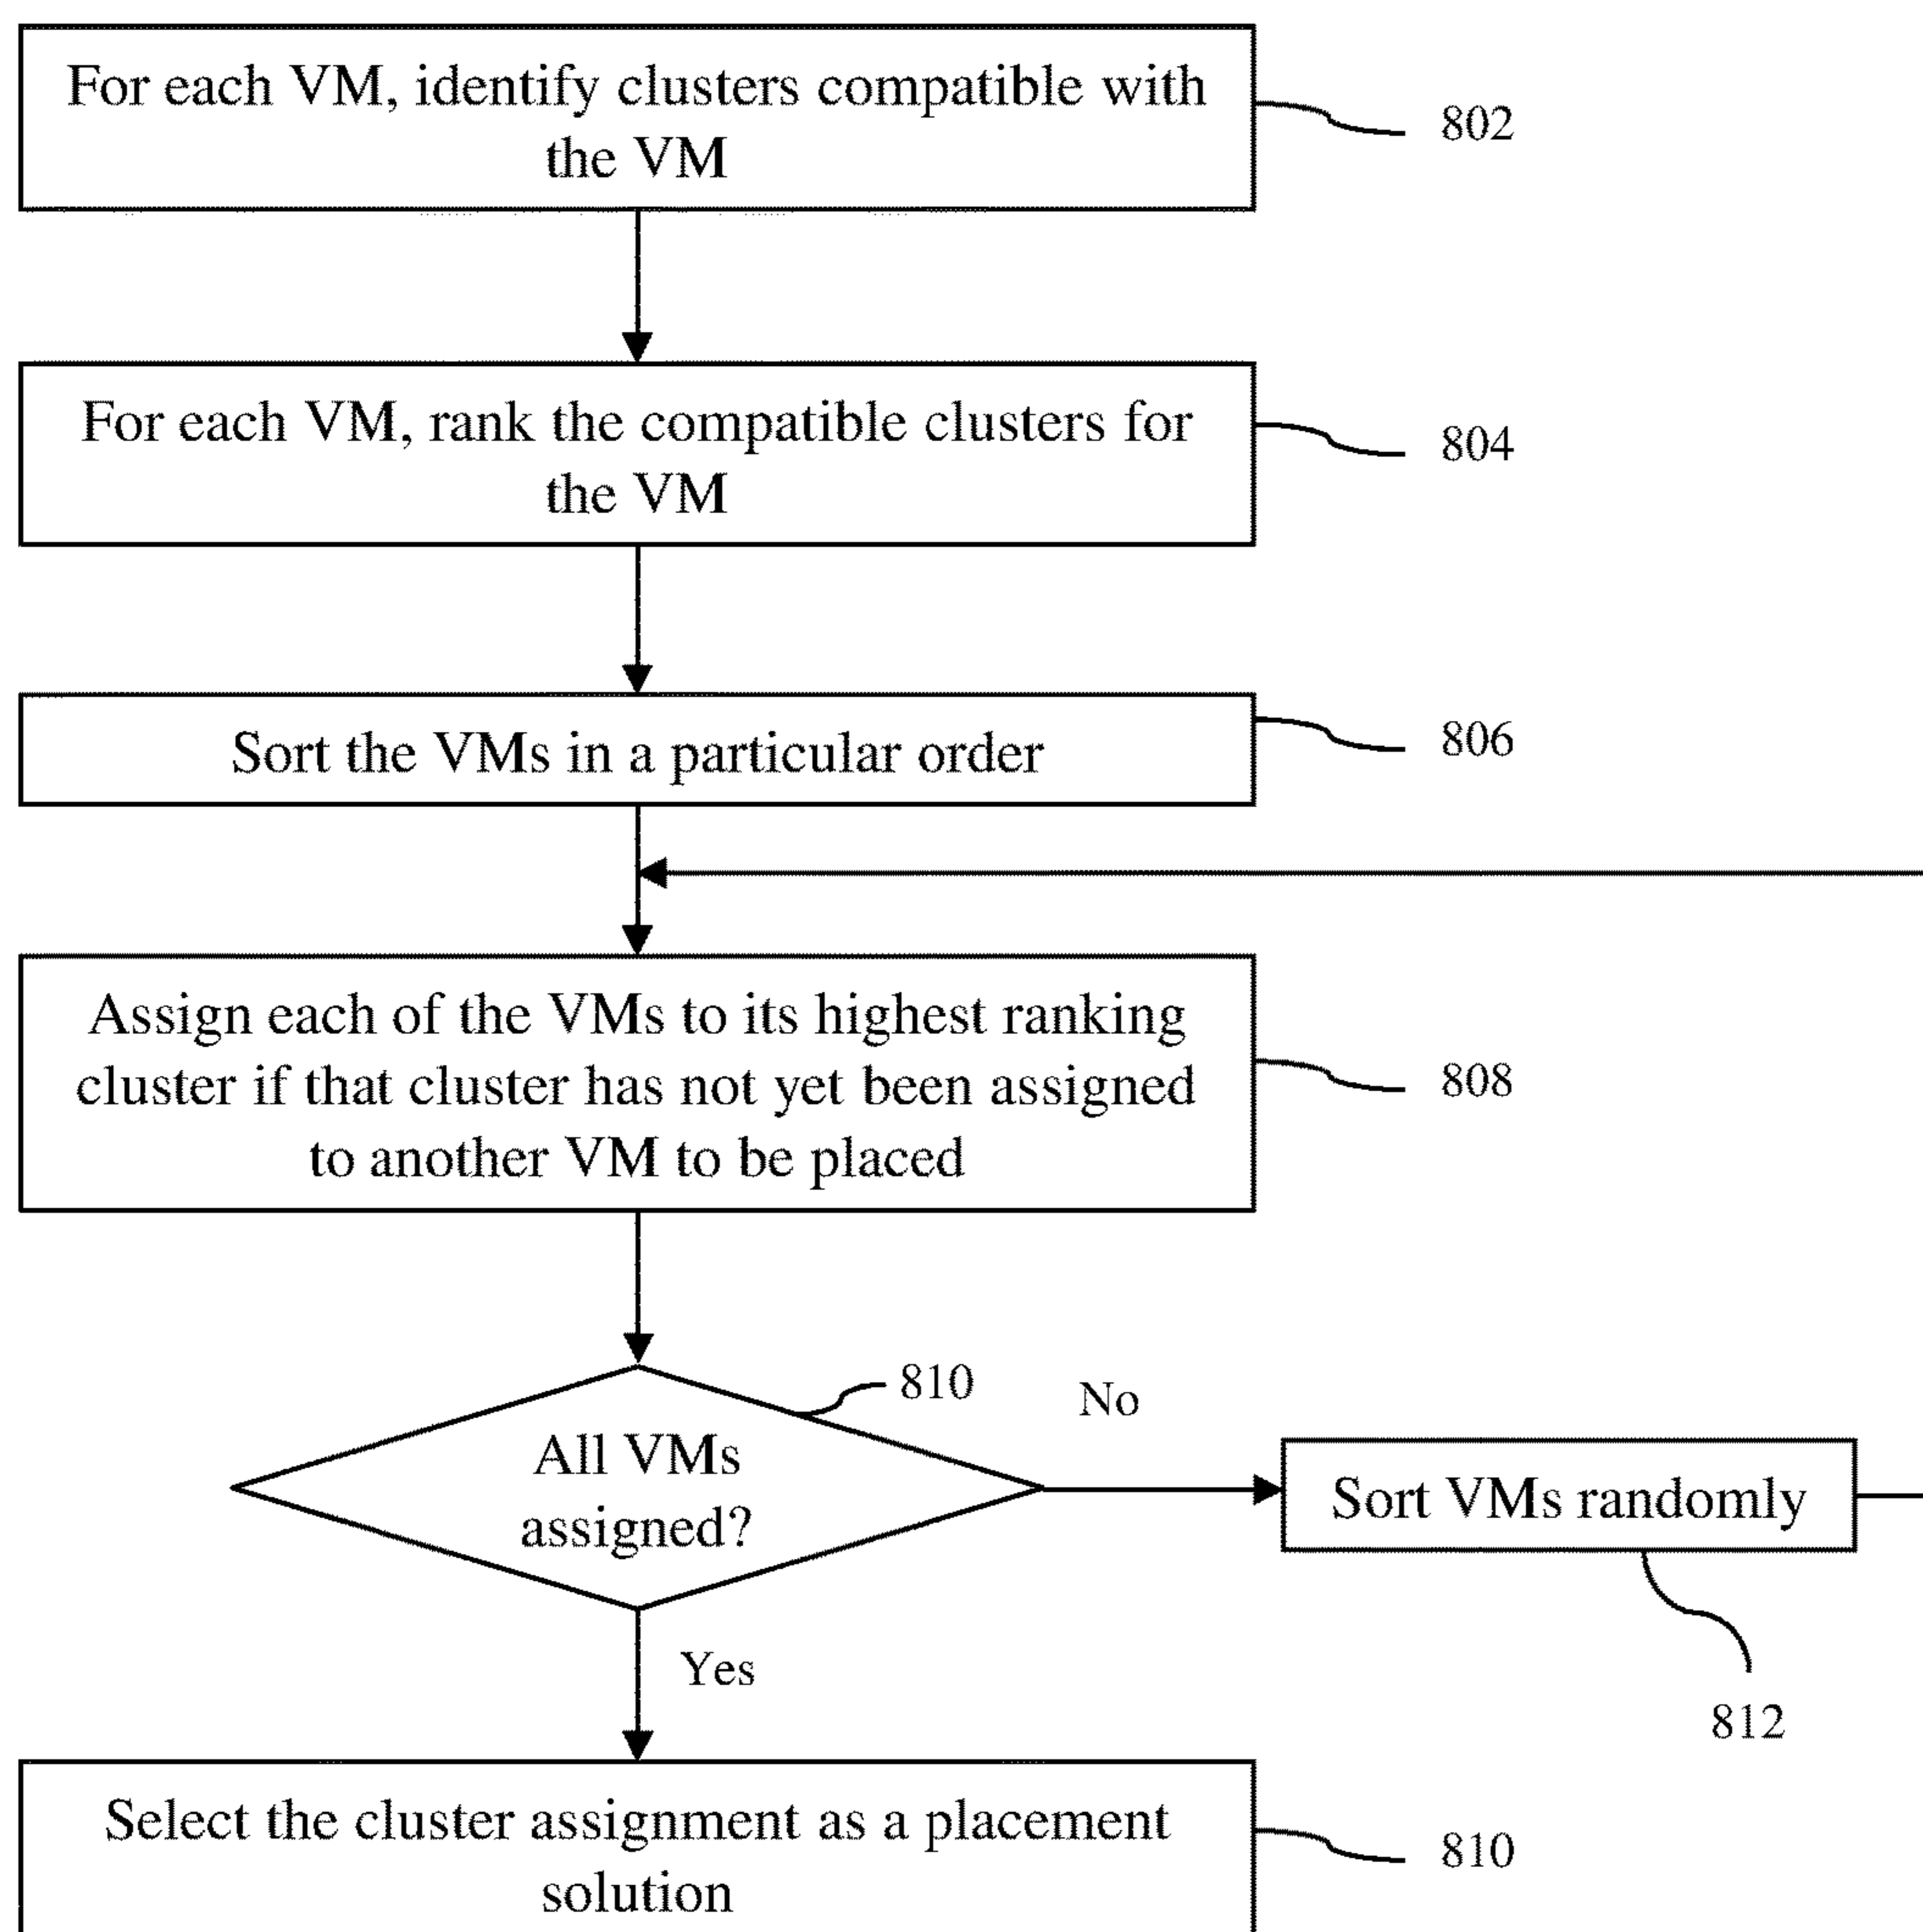 For each VM, identify clusters compatible with
the VM
802
For each VM, rank the compatible clusters for
the VM
804
Sort the VMs in a particular order
806
Assign each of the VMs to its highest ranking
cluster if that cluster has not yet been assigned
to another VM to be placed
808
810
No
All VMs
assigned?
Sort VMs randomly
Yes
812
Select the cluster assignment as a placement
solution
810